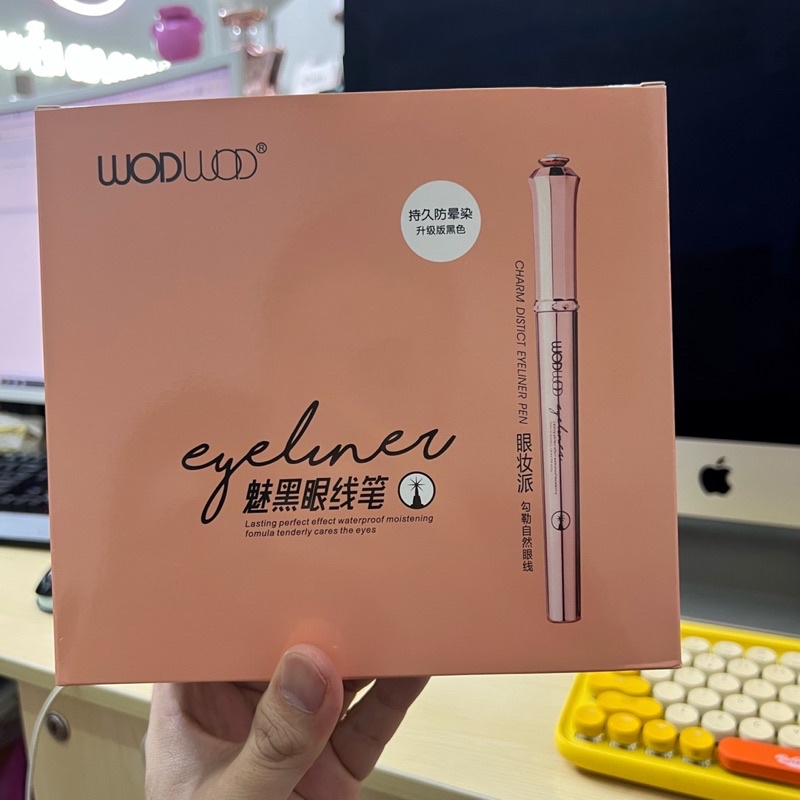 WODWOD®
持久防晕染
升级版黑色
CHARM DISTICT EYELINER PEN 眼妆派 勾勒自然眼线
WODWOD eyeliner
eyeliner
魅黑眼线笔
Lasting perfect effect waterproof moistening
fomula tenderly cares the eyes